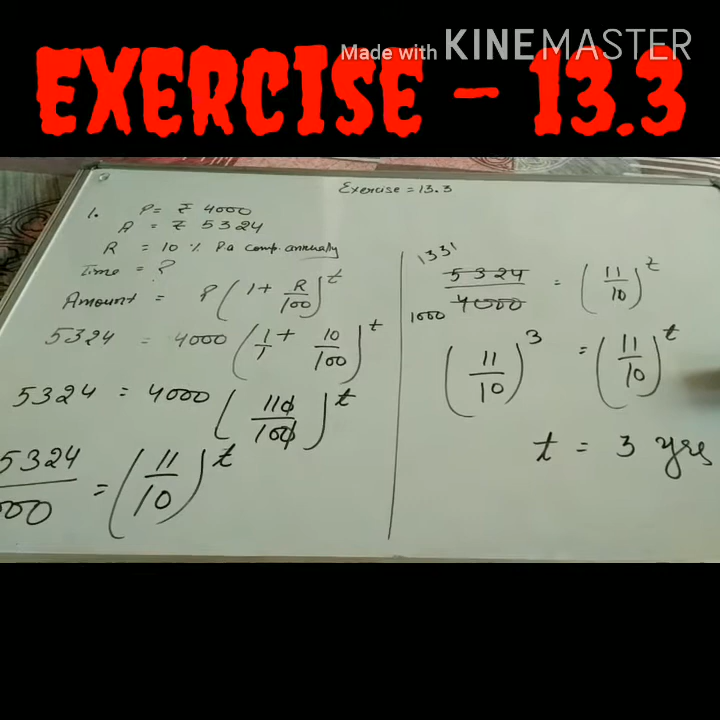 Made with KINEMASTER
EXERCISE - 13.3
Exercise = 13.3
1. P = ₹ 4000
A = ₹ 5324
R = 10 % Pa comp. annually
Time = ?
Amount = P (1 + R/100)^t
5324 = 4000 (1/1 + 10/100)^t
5324 = 4000 (110/100)^t
5324/000 = (11/10)^t
1331
5324/4000 = (11/10)^t
1000
(11/10)^3 = (11/10)^t
t = 3 yrs